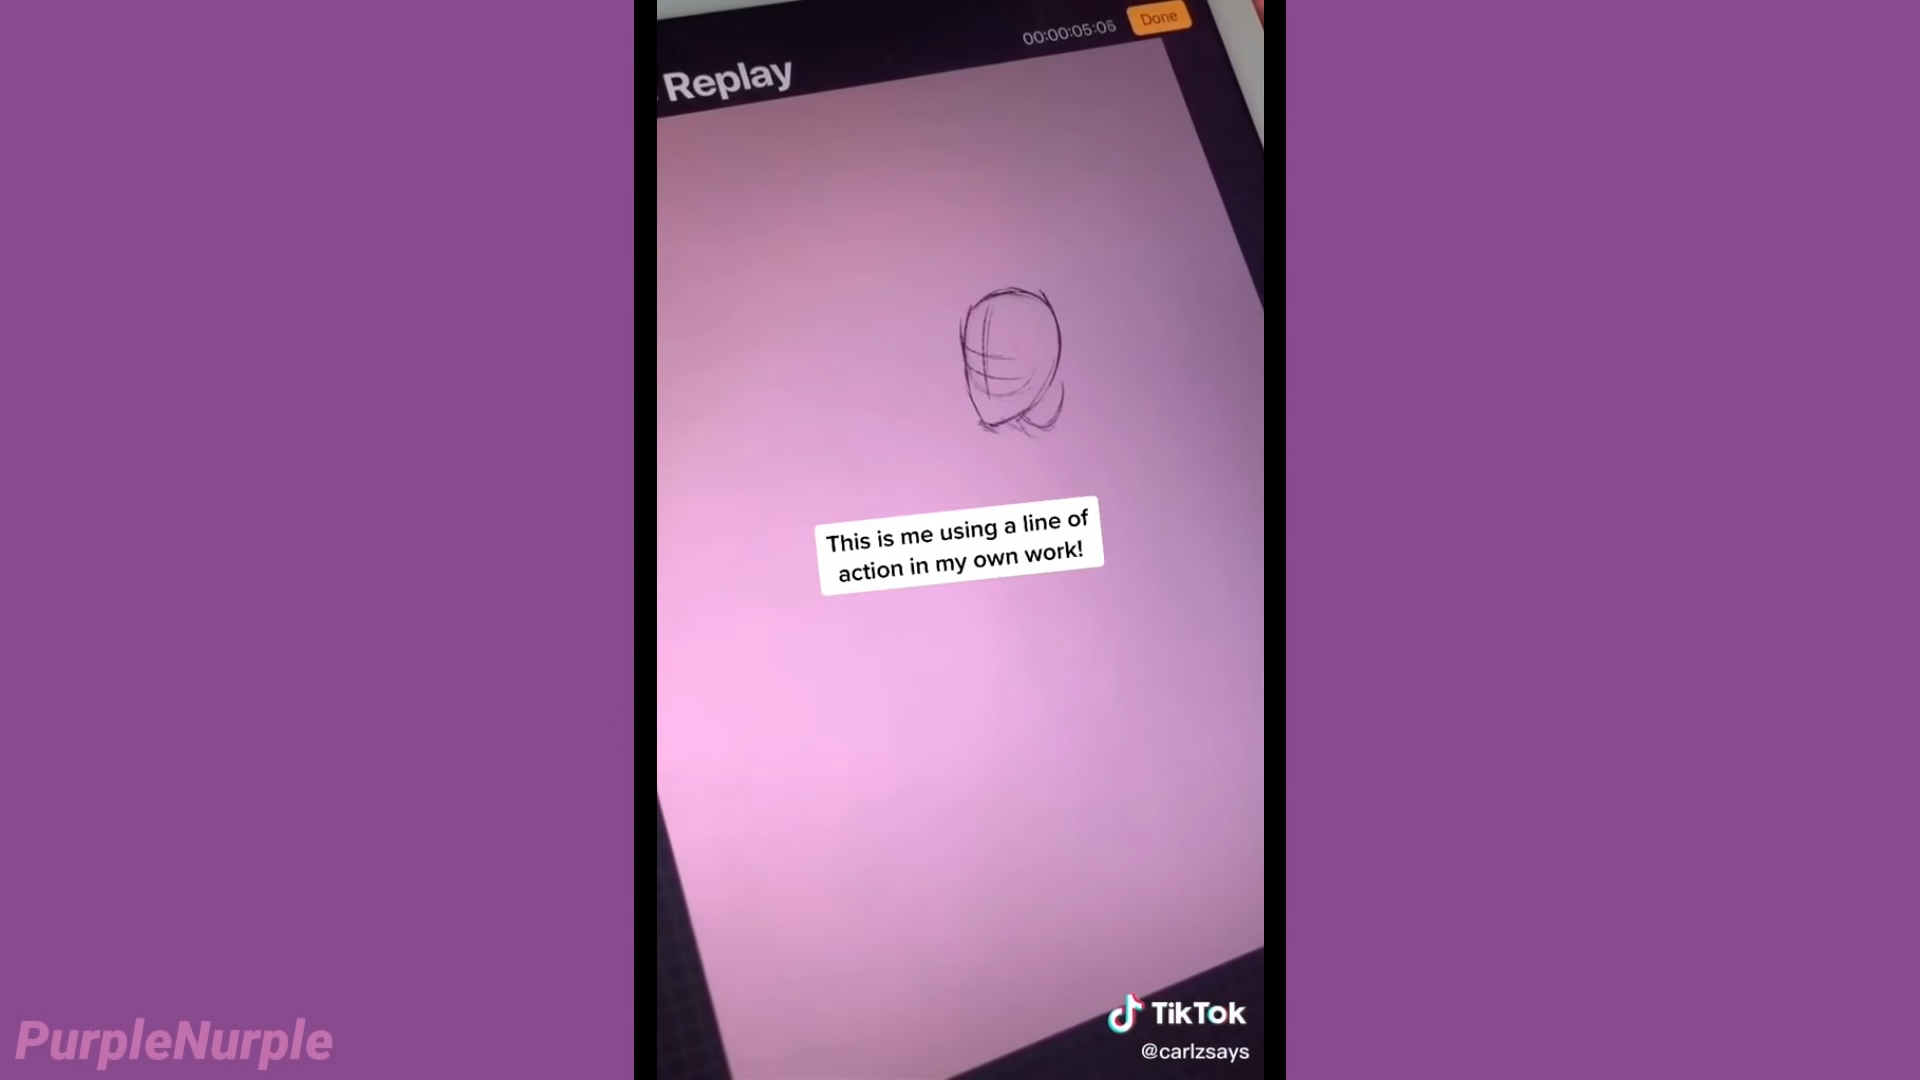 00:00:05:05
Done
Replay
This is me using a line of
action in my own work!
TikTok
@carlzsays
PurpleNurple